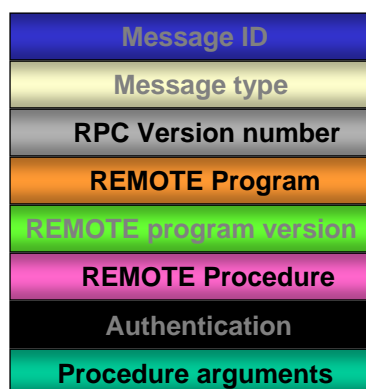 Message ID
Message type
RPC Version number
REMOTE Program
REMOTE program version
REMOTE Procedure
Authentication
Procedure arguments